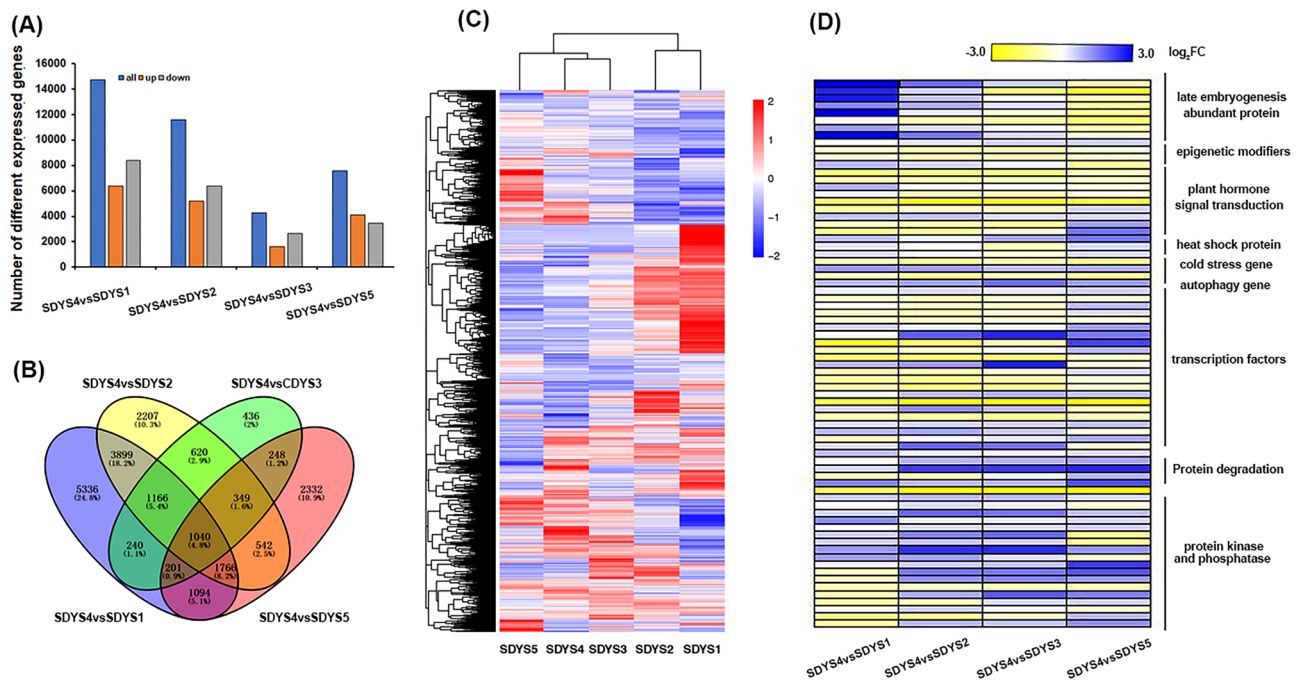 (A)
Number of different expressed genes
16000
14000
12000
10000
8000
6000
4000
2000
0
all up down
SDYS4vsSDYS1
SDYS4vsSDYS2
SDYS4vsSDYS3
SDYS4vsSDYS5
(B)
SDYS4vsSDYS2
SDYS4vsCDYS3
2207
(10.3%)
436
(2%)
3899
(18.2%)
620
(2.9%)
248
(1.2%)
5336
(24.8%)
1166
(5.4%)
349
(1.6%)
2332
(10.9%)
240
(1.1%)
1040
(4.8%)
542
(2.5%)
201
(0.9%)
1766
(8.2%)
1094
(5.1%)
SDYS4vsSDYS1
SDYS4vsSDYS5
(C)
2
1
0
−1
−2
SDYS5 SDYS4 SDYS3 SDYS2 SDYS1
(D)
-3.0
3.0
log₂FC
late embryogenesis
abundant protein
epigenetic modifiers
plant hormone
signal transduction
heat shock protein
cold stress gene
autophagy gene
transcription factors
Protein degradation
protein kinase
and phosphatase
SDYS4vsSDYS1
SDYS4vsSDYS2
SDYS4vsSDYS3
SDYS4vsSDYS5